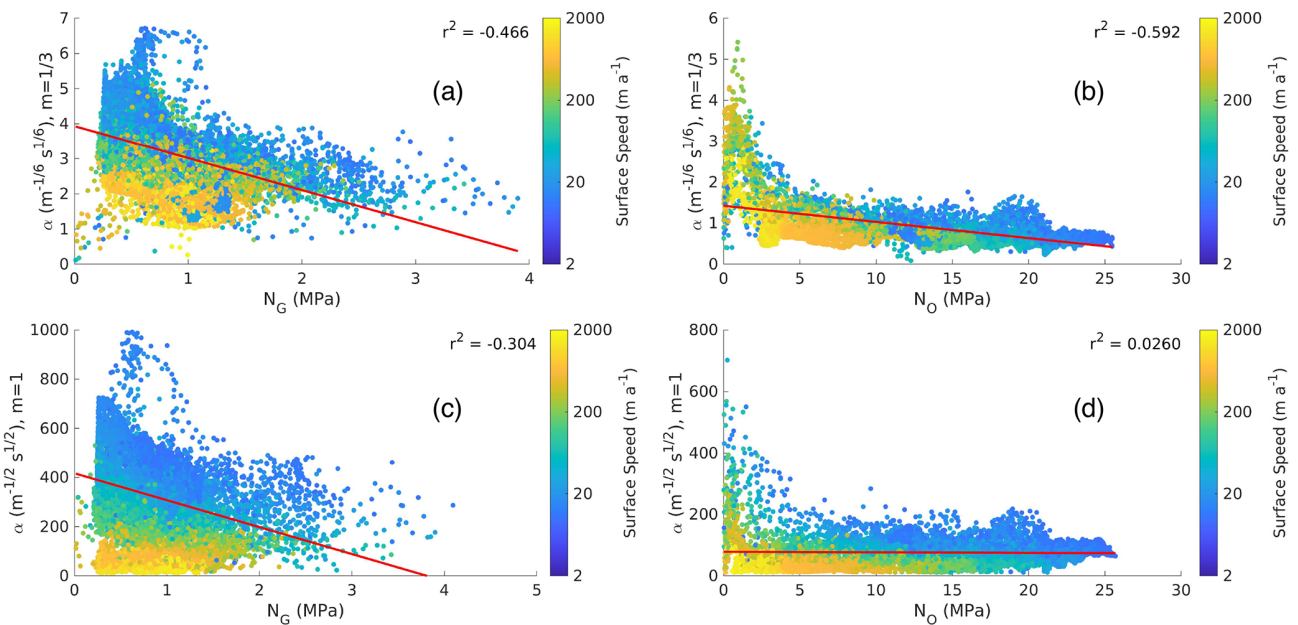 r² = -0.466
(a)
7
6
5
4
3
2
1
0
0 1 2 3 4
N_G (MPa)
α (m^-1/6 s^1/6), m=1/3
2000
200
20
2
Surface Speed (m a^-1)
r² = -0.592
(b)
6
5
4
3
2
1
0
0 5 10 15 20 25 30
N_O (MPa)
α (m^-1/6 s^1/6), m=1/3
2000
200
20
2
Surface Speed (m a^-1)
r² = -0.304
(c)
1000
800
600
400
200
0
0 1 2 3 4 5
N_G (MPa)
α (m^-1/2 s^1/2), m=1
2000
200
20
2
Surface Speed (m a^-1)
r² = 0.0260
(d)
800
600
400
200
0
0 5 10 15 20 25 30
N_O (MPa)
α (m^-1/2 s^1/2), m=1
2000
200
20
2
Surface Speed (m a^-1)